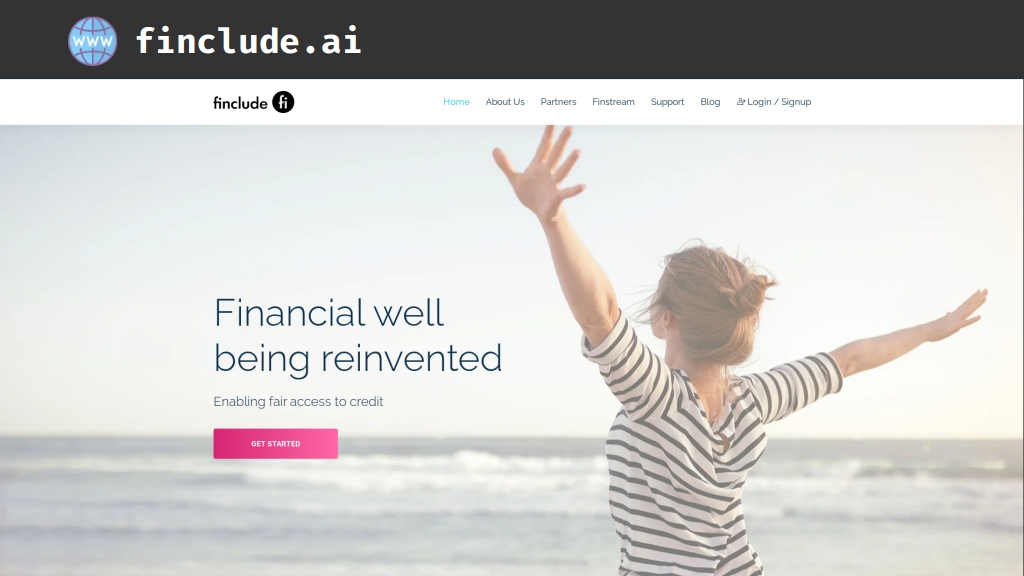 www
finclude.ai
finclude fi
Home About Us Partners Finstream Support Blog Login / Signup
Financial well
being reinvented
Enabling fair access to credit
GET STARTED